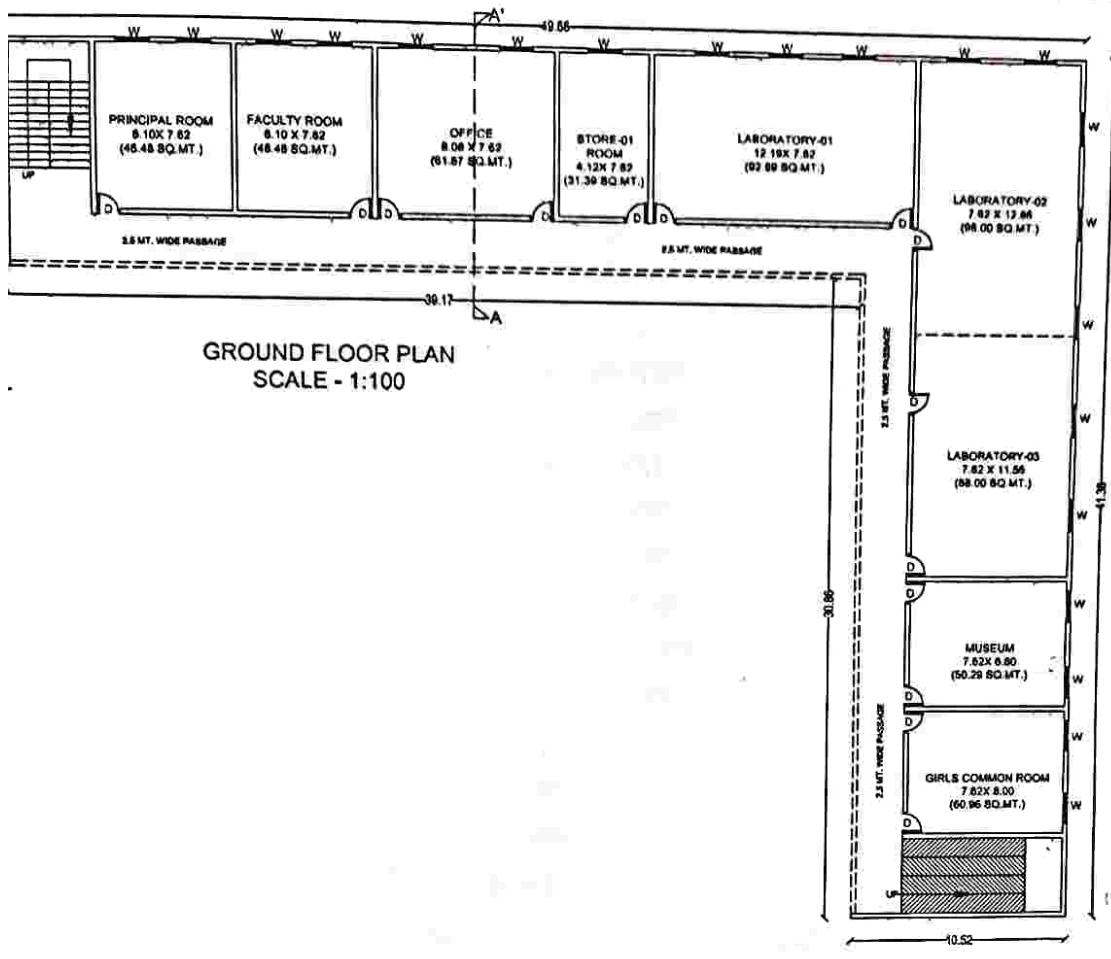 A'
49.68
W W W W W W W W W W W W
PRINCIPAL ROOM
6.10X 7.62
(46.48 SQ.MT.)
FACULTY ROOM
6.10 X 7.62
(46.48 SQ.MT.)
OFFICE
8.08 X 7.62
(61.57 SQ.MT.)
STORE-01
ROOM
4.12X 7.62
(31.39 SQ.MT.)
LABORATORY-01
12.19X 7.62
(92.89 SQ.MT.)
LABORATORY-02
7.62 X 12.86
(98.00 SQ.MT.)
UP
D D D D D D D
2.5 MT. WIDE PASSAGE
2.5 MT. WIDE PASSAGE
D
39.17
A
GROUND FLOOR PLAN
SCALE - 1:100
2.5 MT. WIDE PASSAGE
D
LABORATORY-03
7.62 X 11.56
(88.00 SQ.MT.)
W
W
W
W
W
W
W
W
W
41.38
30.86
D
D
MUSEUM
7.62X 6.60
(50.29 SQ.MT.)
D
D
2.5 MT. WIDE PASSAGE
GIRLS COMMON ROOM
7.62X 8.00
(60.96 SQ.MT.)
D
UP
10.52